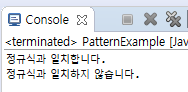 Console
<terminated> PatternExample [Jav
정규식과 일치합니다.
정규식과 일치하지 않습니다.